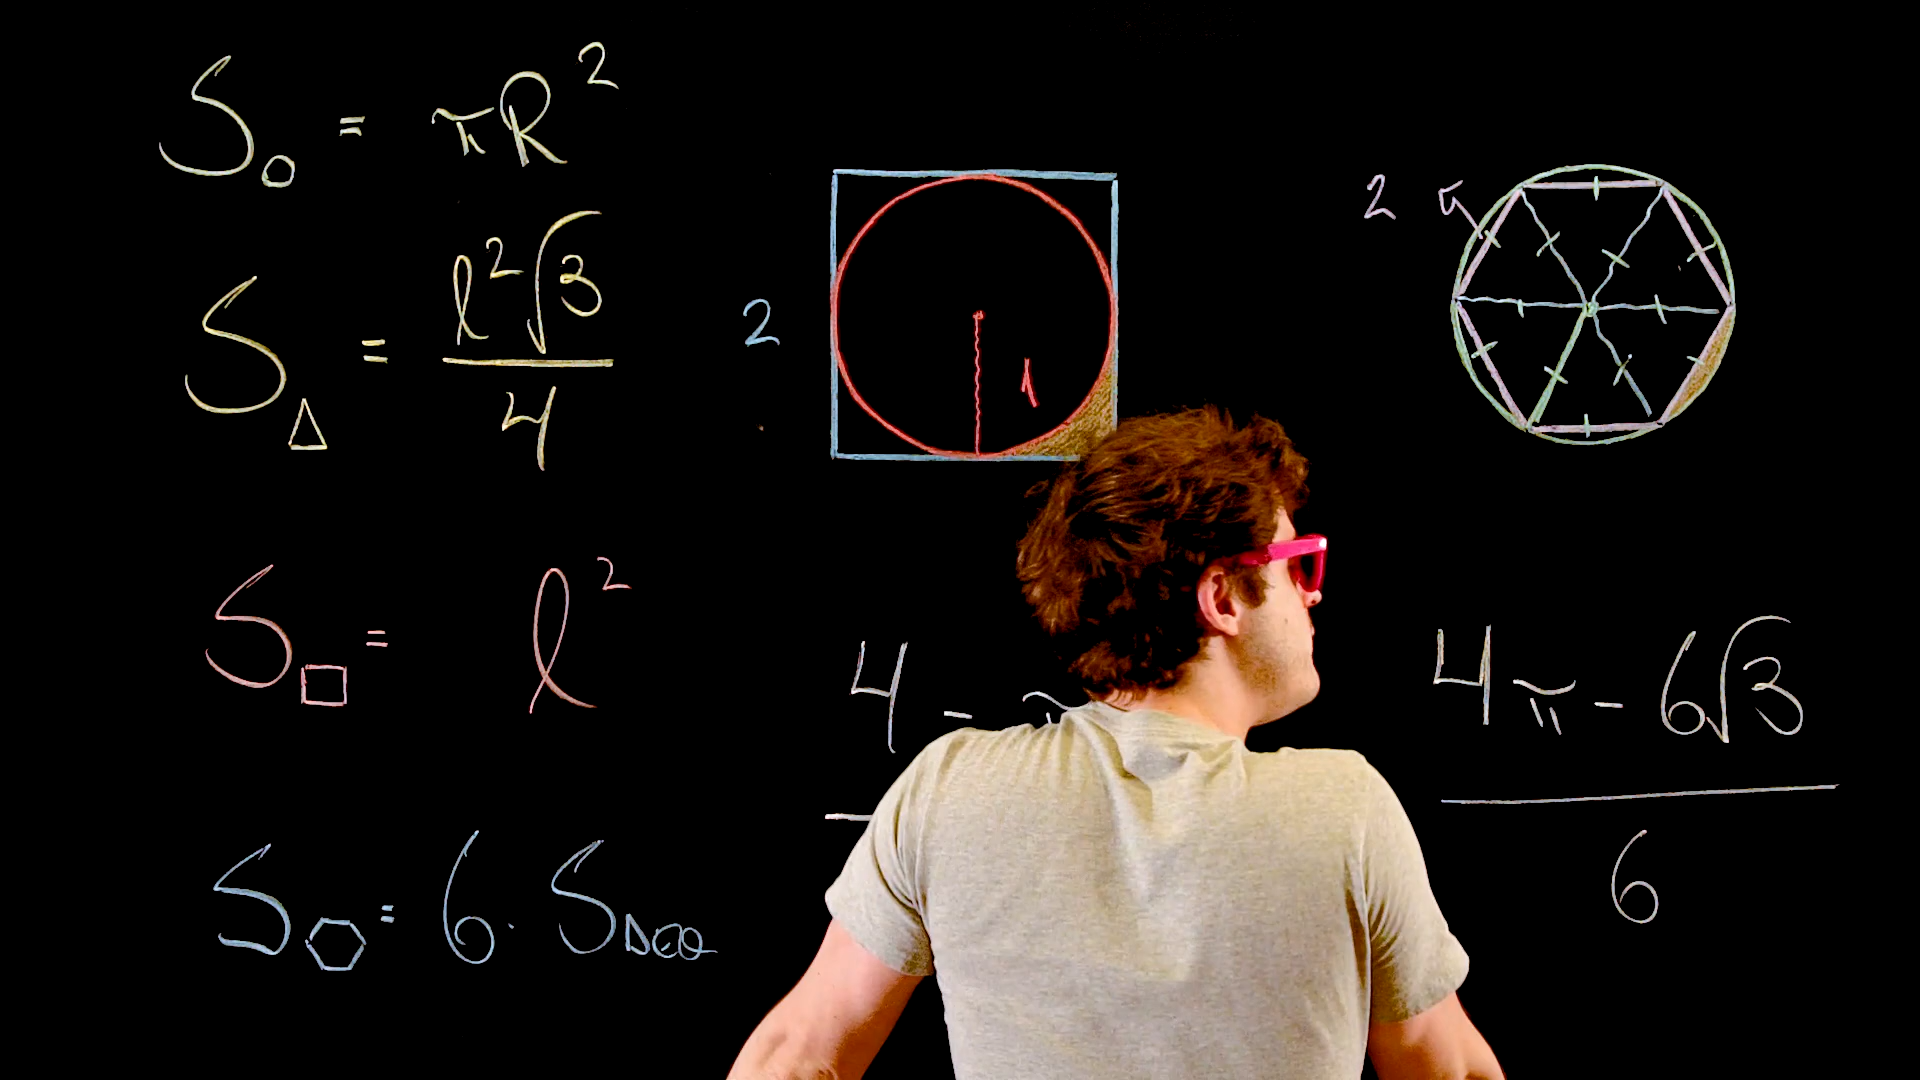 S○ = πR²
S△ = l²√3
4
S□ = l²
S⬡ = 6 · S△eq
2
1
2
4 - π
4π - 6√3
6